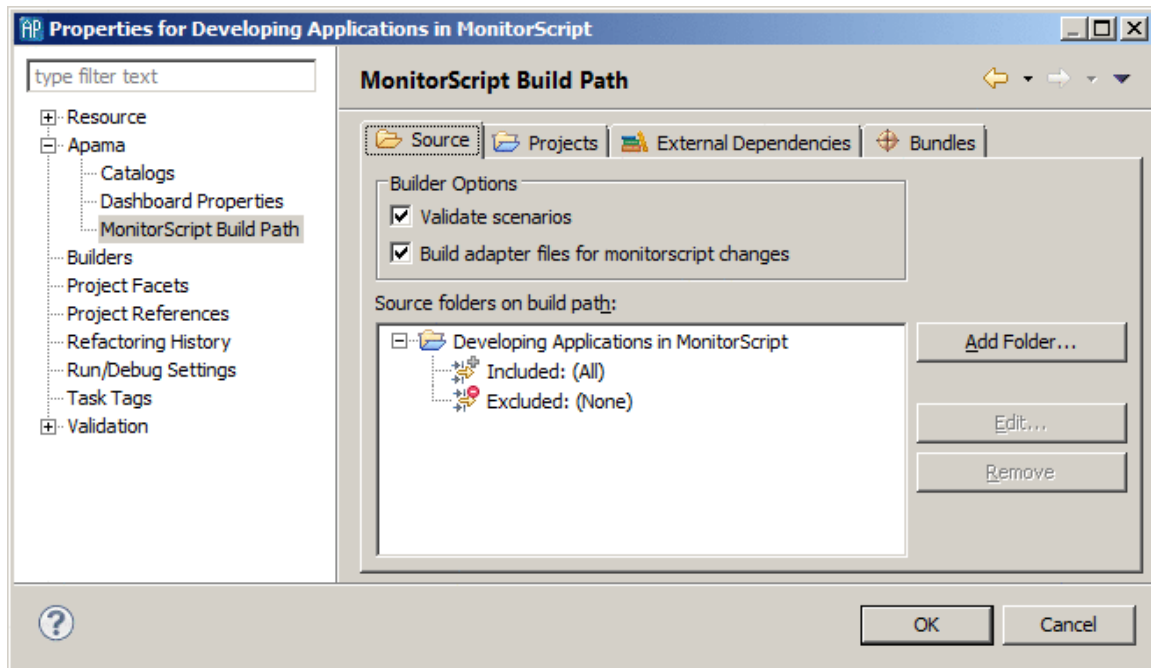 AP Properties for Developing Applications in MonitorScript
type filter text
Resource
Apama
Catalogs
Dashboard Properties
MonitorScript Build Path
Builders
Project Facets
Project References
Refactoring History
Run/Debug Settings
Task Tags
Validation
MonitorScript Build Path
Source Projects External Dependencies Bundles
Builder Options
Validate scenarios
Build adapter files for monitorscript changes
Source folders on build path:
Developing Applications in MonitorScript
Included: (All)
Excluded: (None)
Add Folder...
Edit...
Remove
?
OK Cancel